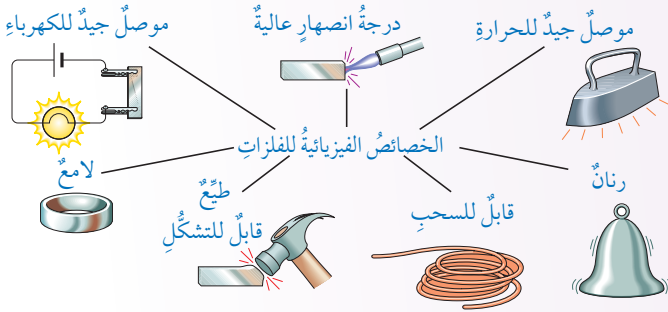 موصلٌ جيدٌ للحرارةِ
درجةُ انصهارٍ عاليةٌ
موصلٌ جيدٌ للكهرباءِ
الخصائصُ الفيزيائيةُ للفلزاتِ
رنانٌ
قابلٌ للسحبِ
طيِّعٌ
قابلٌ للتشكُّلِ
لامعٌ